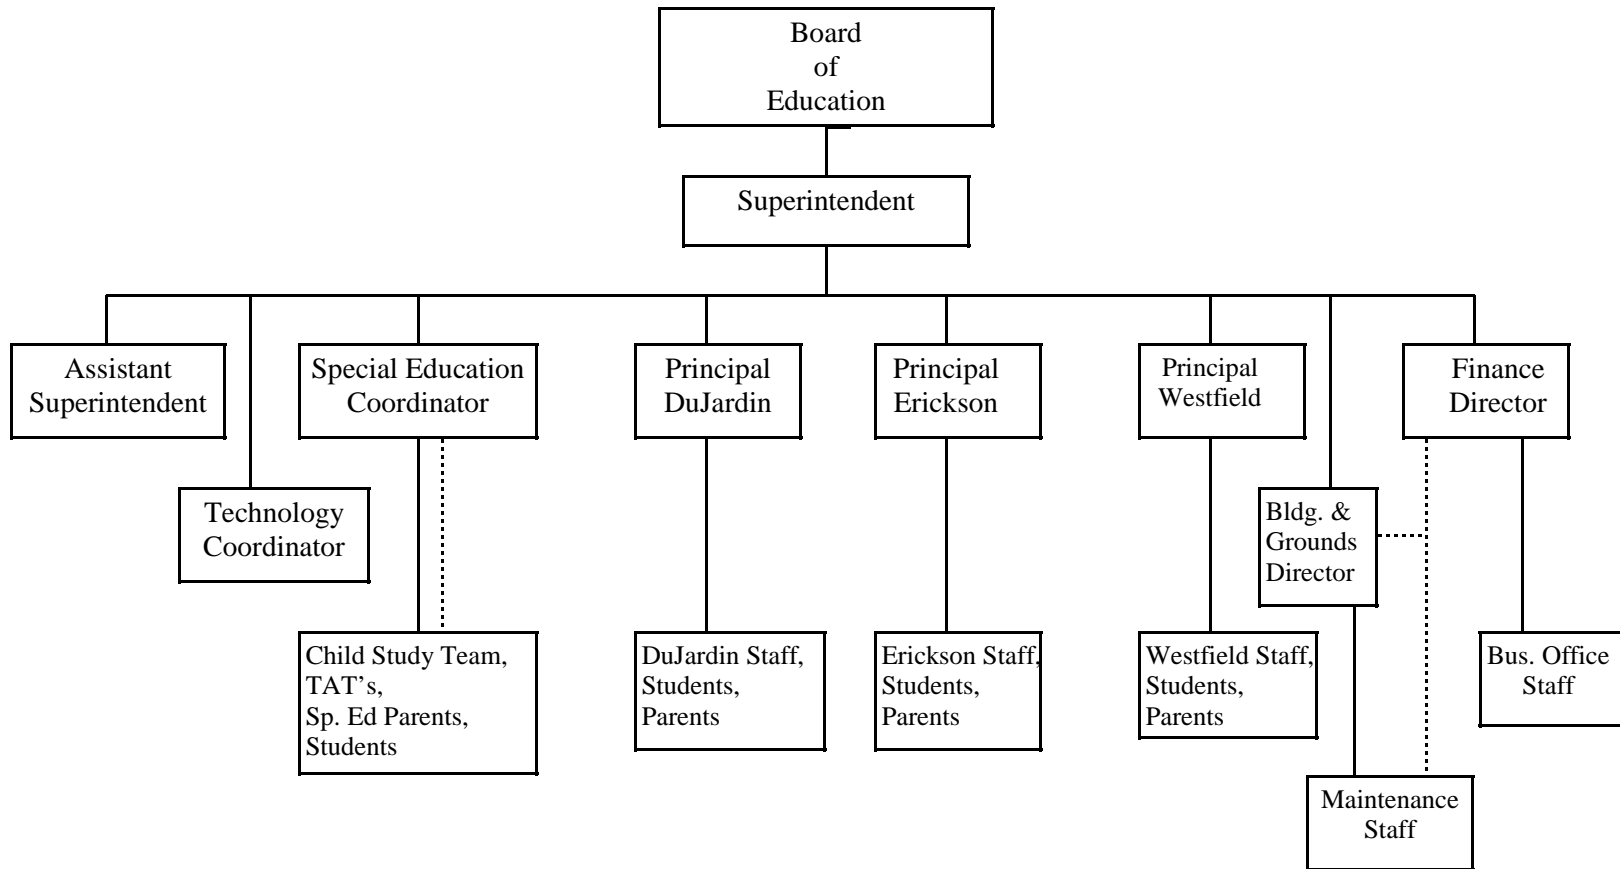 Board
of
Education
Superintendent
Assistant
Superintendent
Special Education
Coordinator
Principal
DuJardin
Principal
Erickson
Principal
Westfield
Finance
Director
Technology
Coordinator
Bldg. &
Grounds
Director
Child Study Team,
TAT’s,
Sp. Ed Parents,
Students
DuJardin Staff,
Students,
Parents
Erickson Staff,
Students,
Parents
Westfield Staff,
Students,
Parents
Bus. Office
Staff
Maintenance
Staff